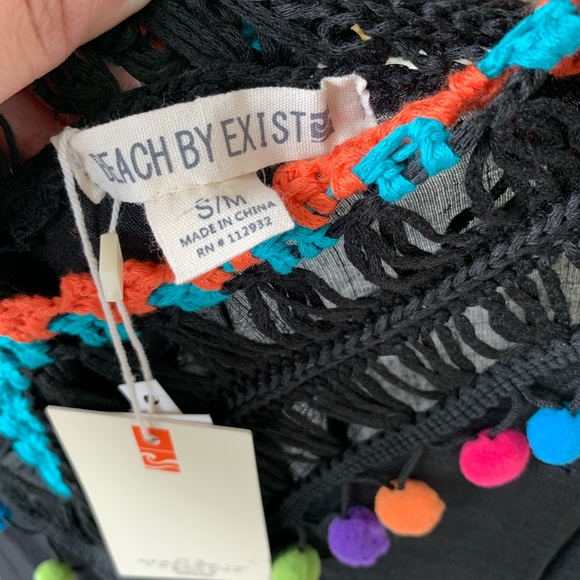 BEACH BY EXIST
S/M
MADE IN CHINA
RN # 112932